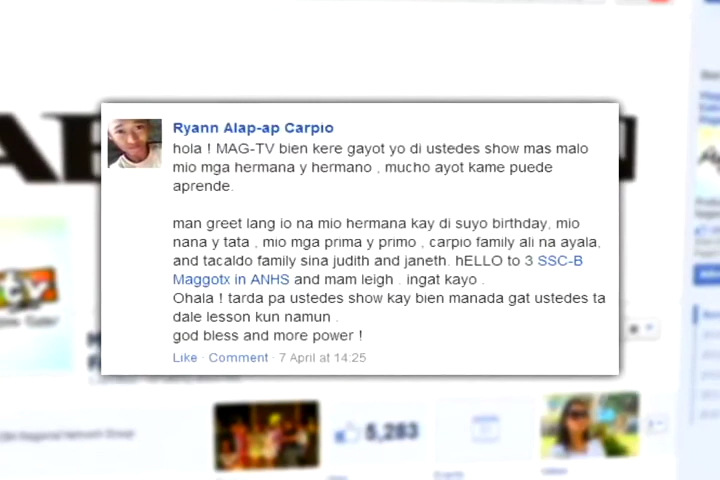 Ryann Alap-ap Carpio
hola ! MAG-TV bien kere gayot yo di ustedes show mas malo
mio mga hermana y hermano , mucho ayot kame puede
aprende.
man greet lang io na mio hermana kay di suyo birthday, mio
nana y tata , mio mga prima y primo , carpio family ali na ayala,
and tacaldo family sina judith and janeth. hELLO to 3 SSC-B
Maggotx in ANHS and mam leigh . ingat kayo .
Ohala ! tarda pa ustedes show kay bien manada gat ustedes ta
dale lesson kun namun .
god bless and more power !
Like · Comment · 7 April at 14:25
5,283